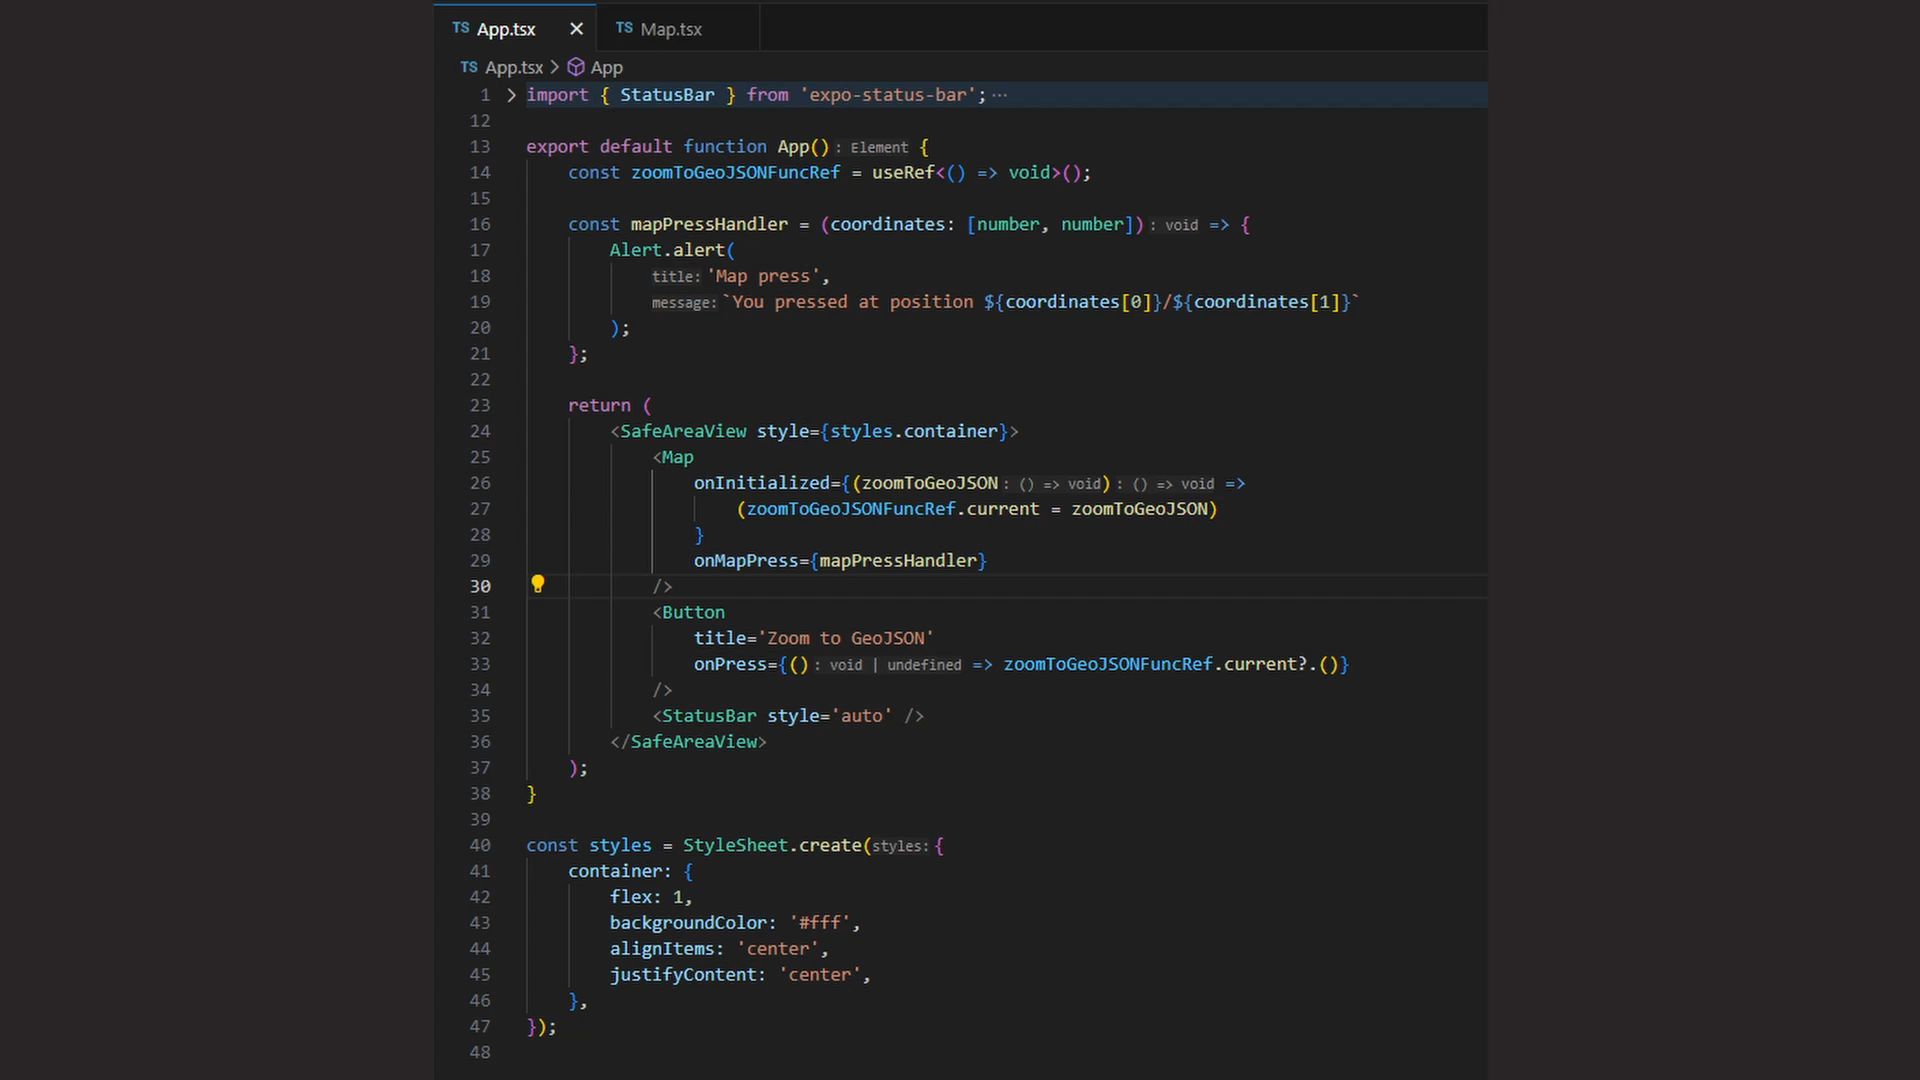 TS App.tsx × TS Map.tsx
TS App.tsx > App
1 > import { StatusBar } from 'expo-status-bar'; ···
12
13 export default function App() : Element {
14 const zoomToGeoJSONFuncRef = useRef<() => void>();
15
16 const mapPressHandler = (coordinates: [number, number]) : void => {
17 Alert.alert(
18 title: 'Map press',
19 message: `You pressed at position ${coordinates[0]}/${coordinates[1]}`
20 );
21 };
22
23 return (
24 <SafeAreaView style={styles.container}>
25 <Map
26 onInitialized={(zoomToGeoJSON : () => void) : () => void =>
27 (zoomToGeoJSONFuncRef.current = zoomToGeoJSON)
28 }
29 onMapPress={mapPressHandler}
30 />
31 <Button
32 title='Zoom to GeoJSON'
33 onPress={() : void | undefined => zoomToGeoJSONFuncRef.current?.()}
34 />
35 <StatusBar style='auto' />
36 </SafeAreaView>
37 );
38 }
39
40 const styles = StyleSheet.create( styles: {
41 container: {
42 flex: 1,
43 backgroundColor: '#fff',
44 alignItems: 'center',
45 justifyContent: 'center',
46 },
47 });
48